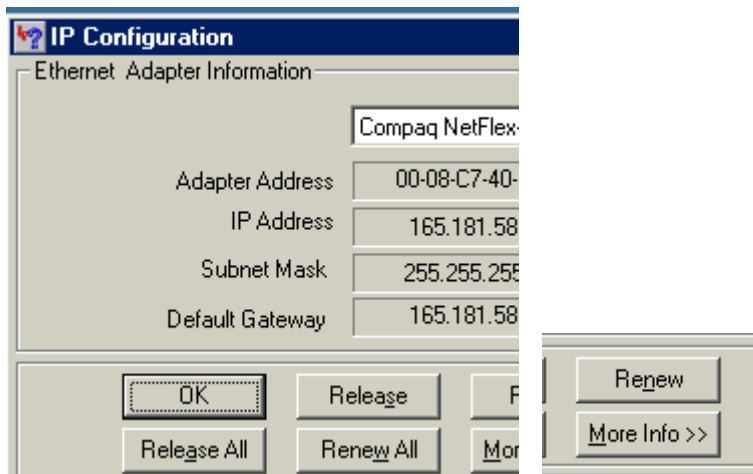 IP Configuration
Ethernet Adapter Information
Compaq NetFlex-
Adapter Address 00-08-C7-40-
IP Address 165.181.58
Subnet Mask 255.255.255
Default Gateway 165.181.58
OK Release
Release All Renew All Mor
Renew
More Info >>